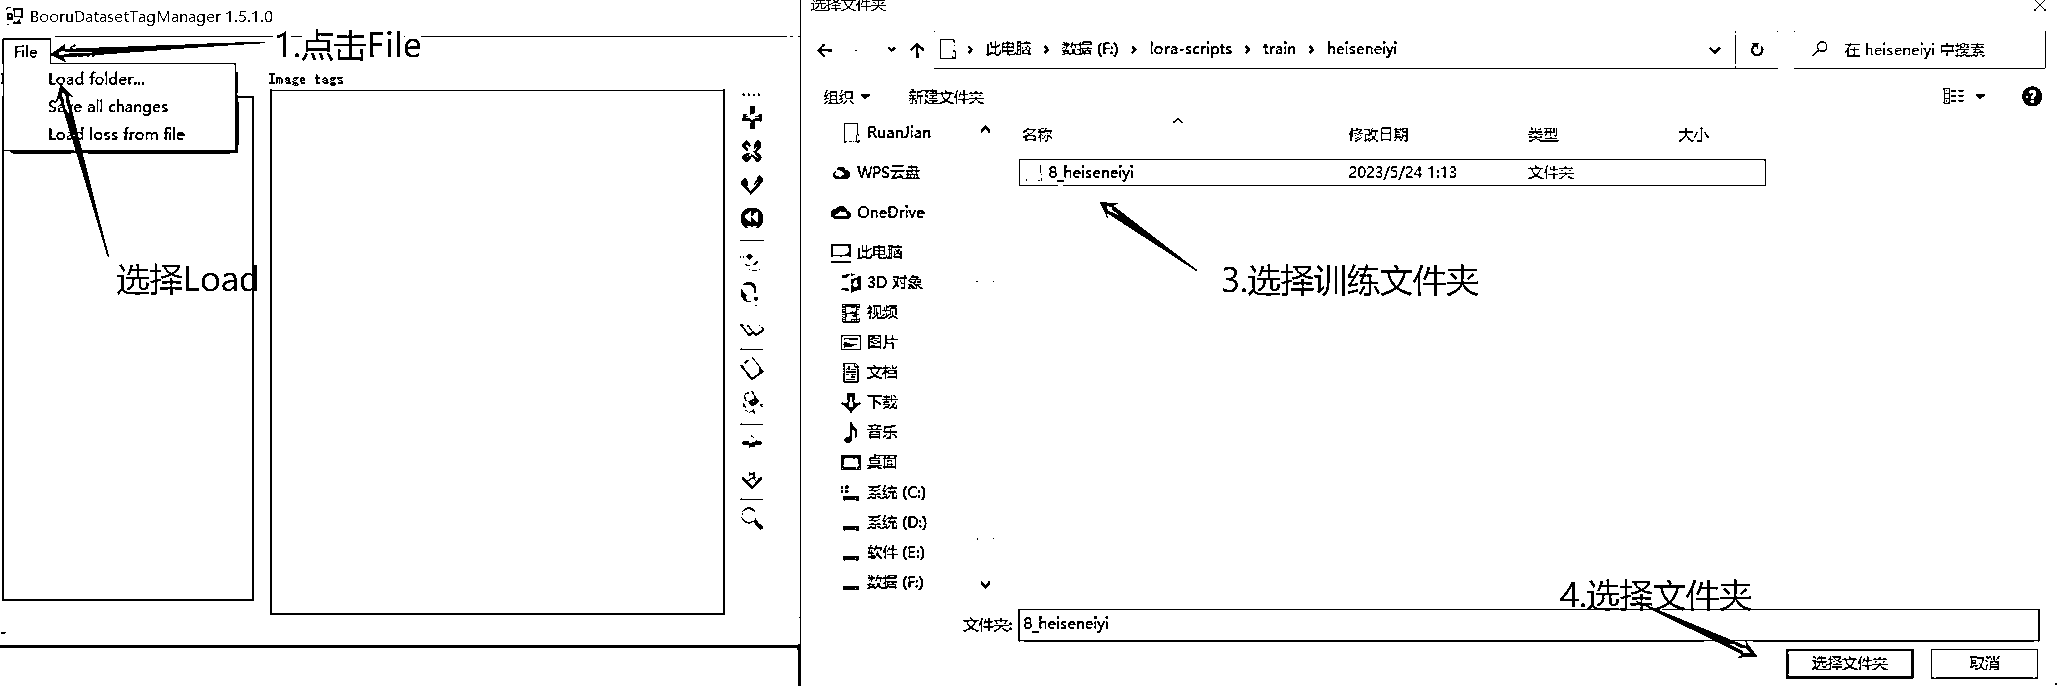 BooruDatasetTagManager 1.5.1.0
File
1.点击File
Load folder...
Save all changes
Load loss from file
选择Load
Image tags
选择文件夹
此电脑 › 数据 (F:) › lora-scripts › train › heiseneiyi
在 heiseneiyi 中搜索
组织
新建文件夹
RuanJian
WPS云盘
OneDrive
此电脑
3D 对象
视频
图片
文档
下载
音乐
桌面
系统 (C:)
系统 (D:)
软件 (E:)
数据 (F:)
名称 修改日期 类型 大小
8_heiseneiyi 2023/5/24 1:13 文件夹
3.选择训练文件夹
4.选择文件夹
文件夹: 8_heiseneiyi
选择文件夹 取消